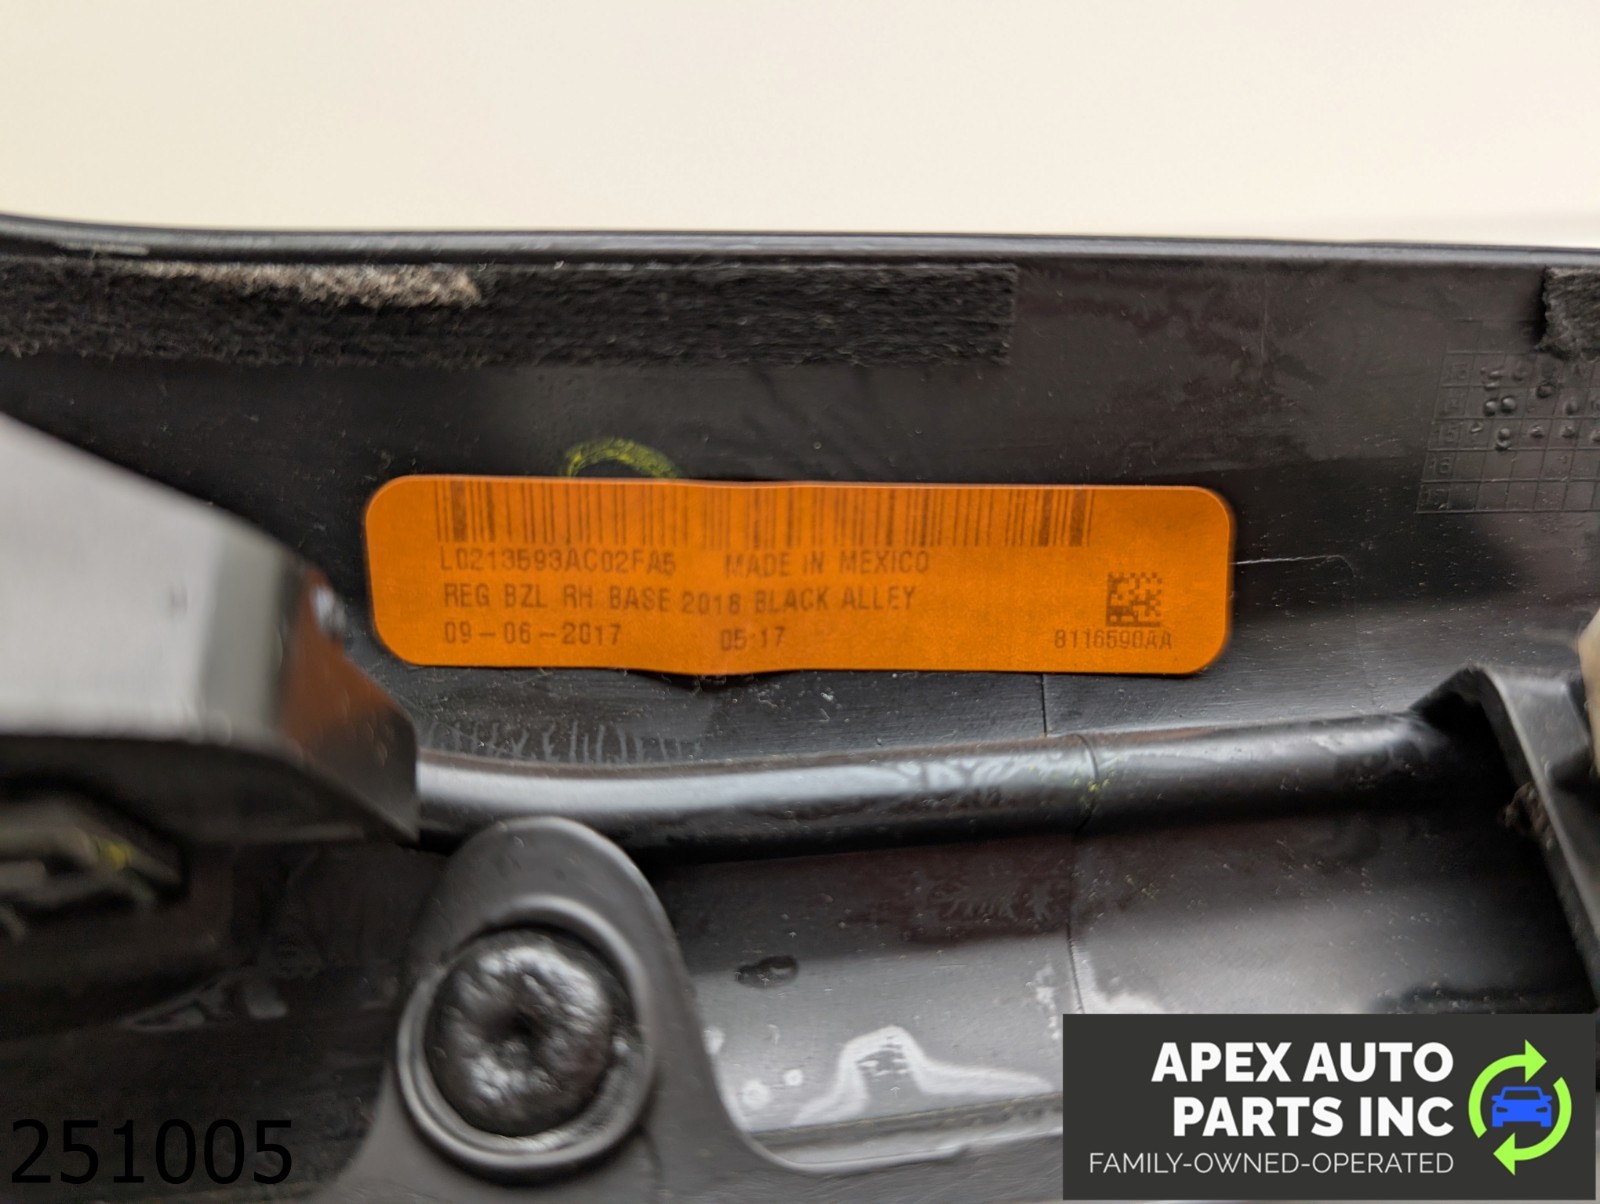 L0213593AC02FA5 MADE IN MEXICO
REG BZL RH BASE 2018 BLACK ALLEY
09-06-2017 05:17
8116590AA
251005
APEX AUTO
PARTS INC
FAMILY-OWNED-OPERATED